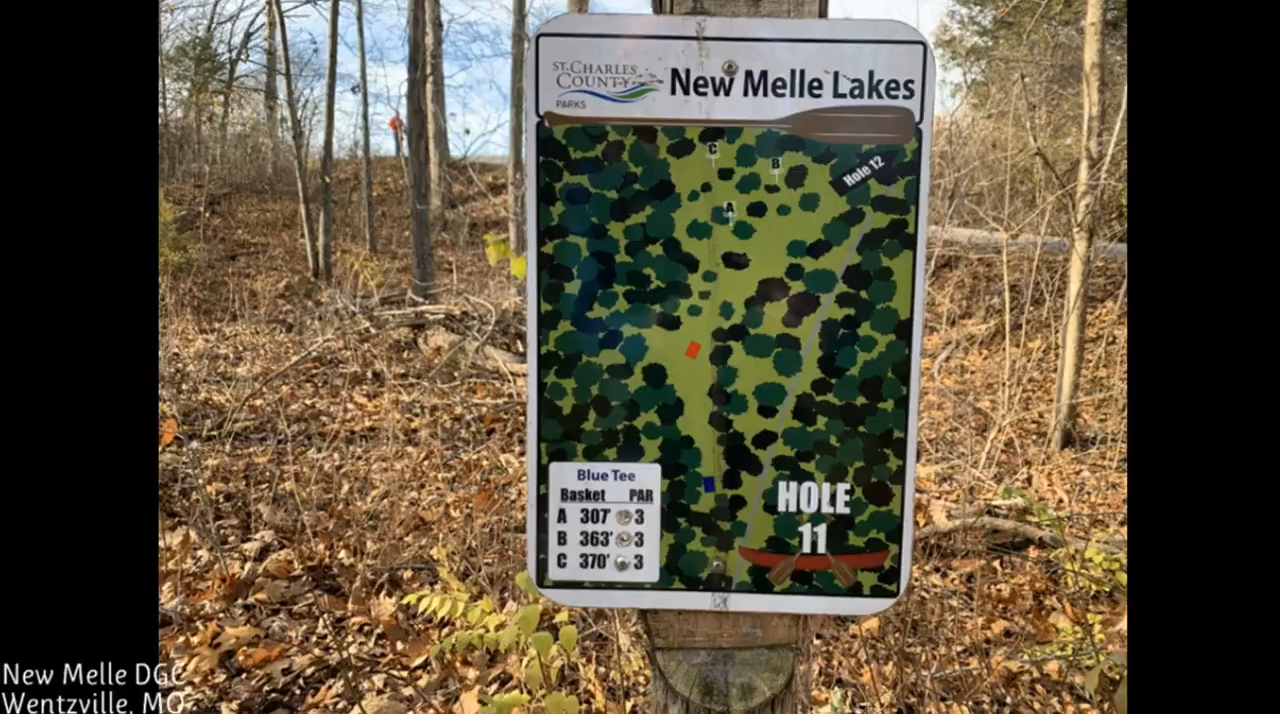 ST. CHARLES
COUNTY
PARKS
New Melle Lakes
C
B
Hole 12
A
Blue Tee
Basket PAR
A 307' 3
B 363' 3
C 370' 3
HOLE
11
New Melle DGC
Wentzville, MO